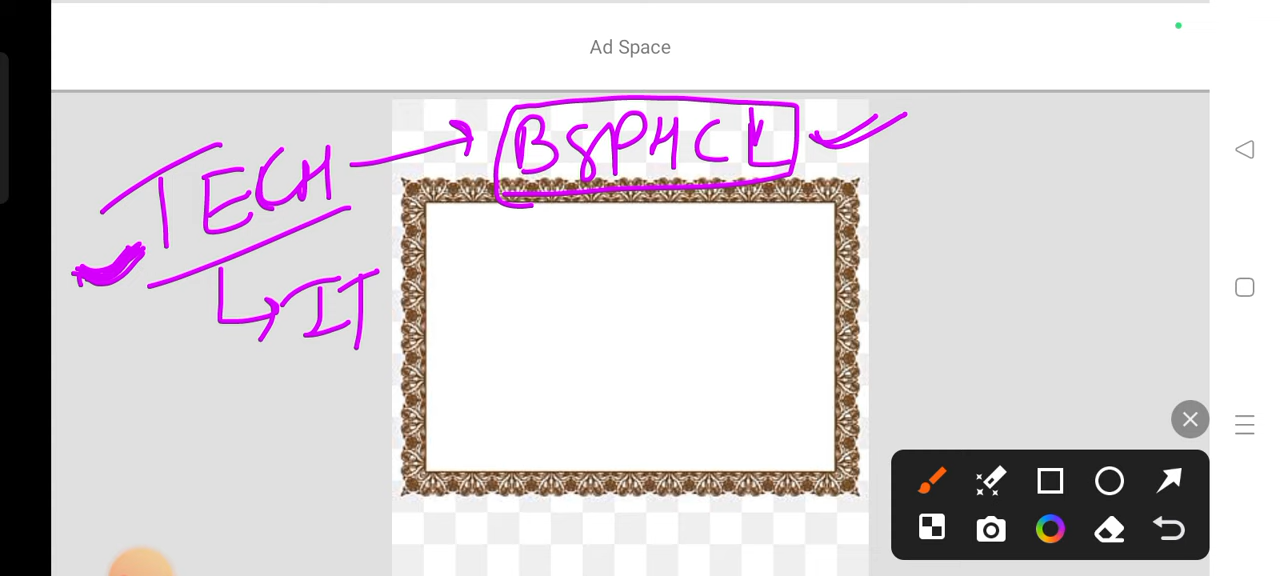 Ad Space
TECH → BSPHCL
↳ IT